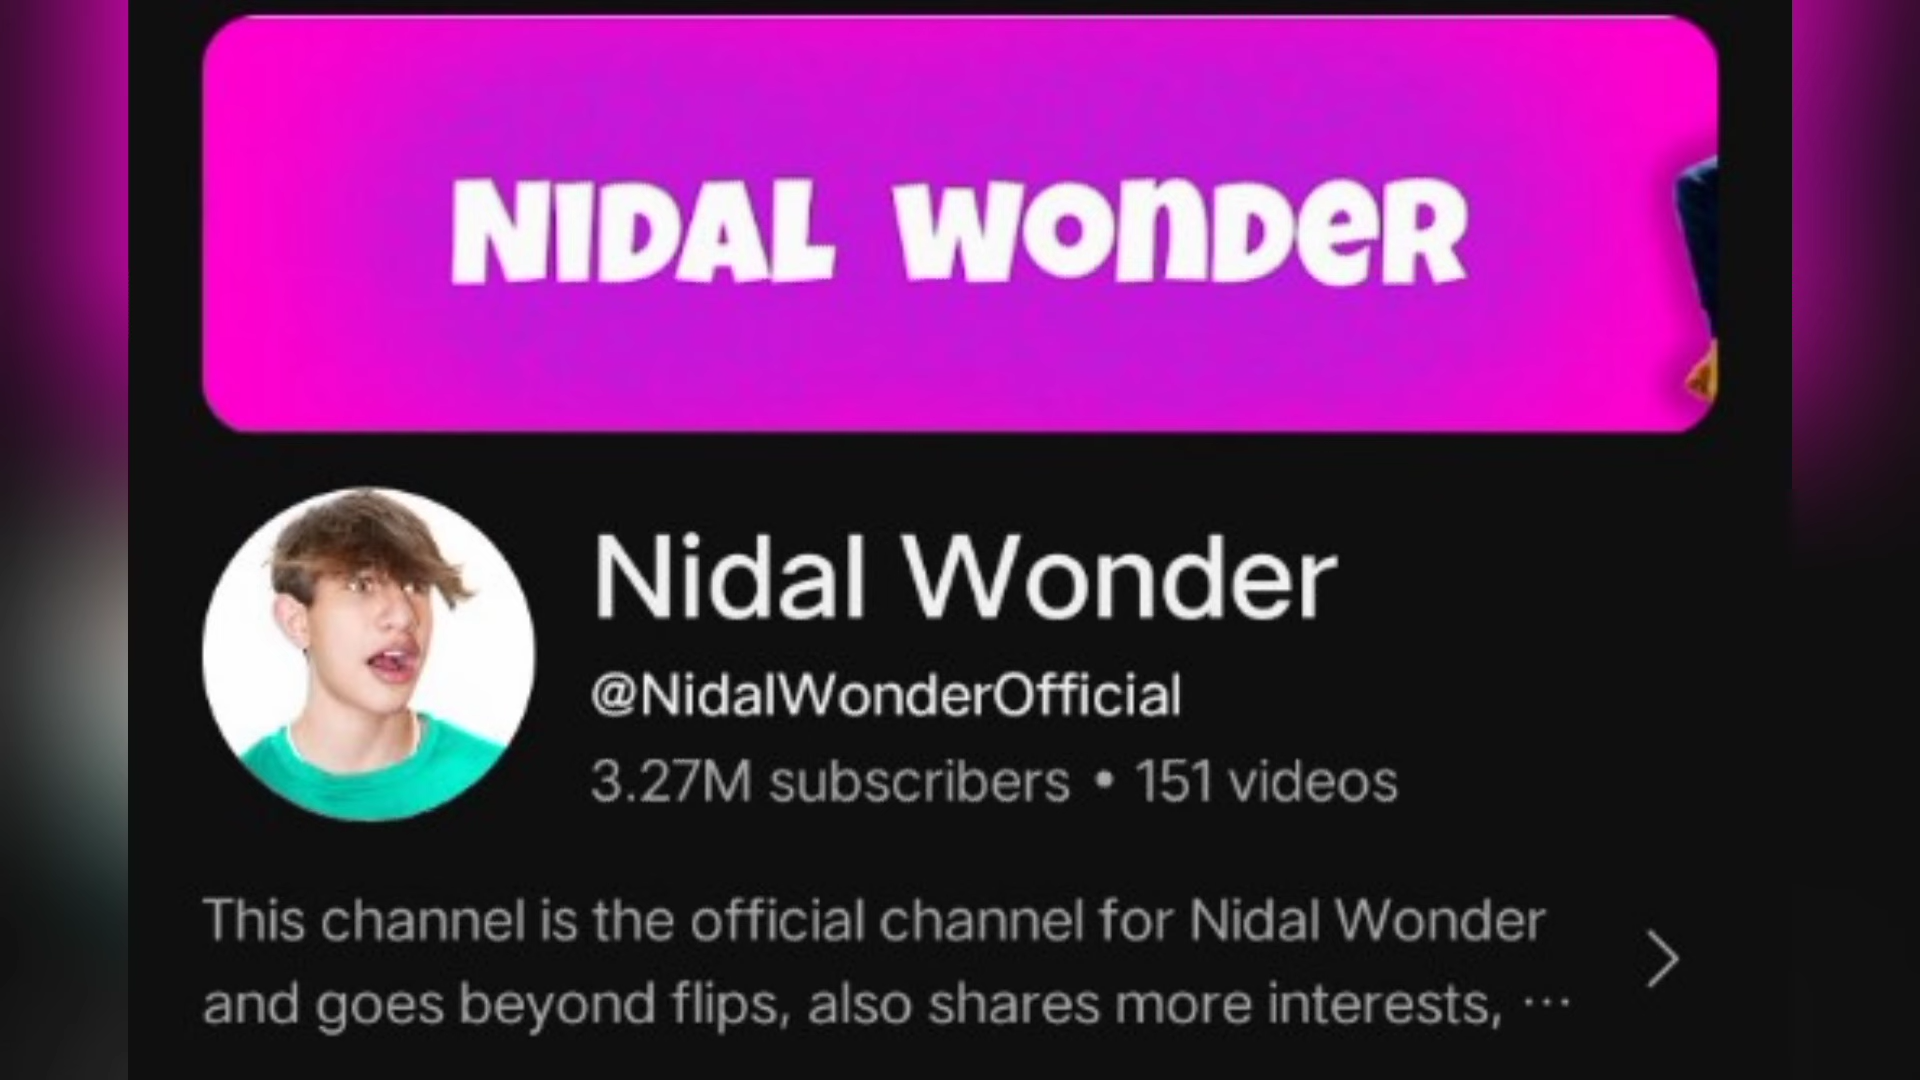 NIDAL WONDER
Nidal Wonder
@NidalWonderOfficial
3.27M subscribers • 151 videos
This channel is the official channel for Nidal Wonder
and goes beyond flips, also shares more interests, ...